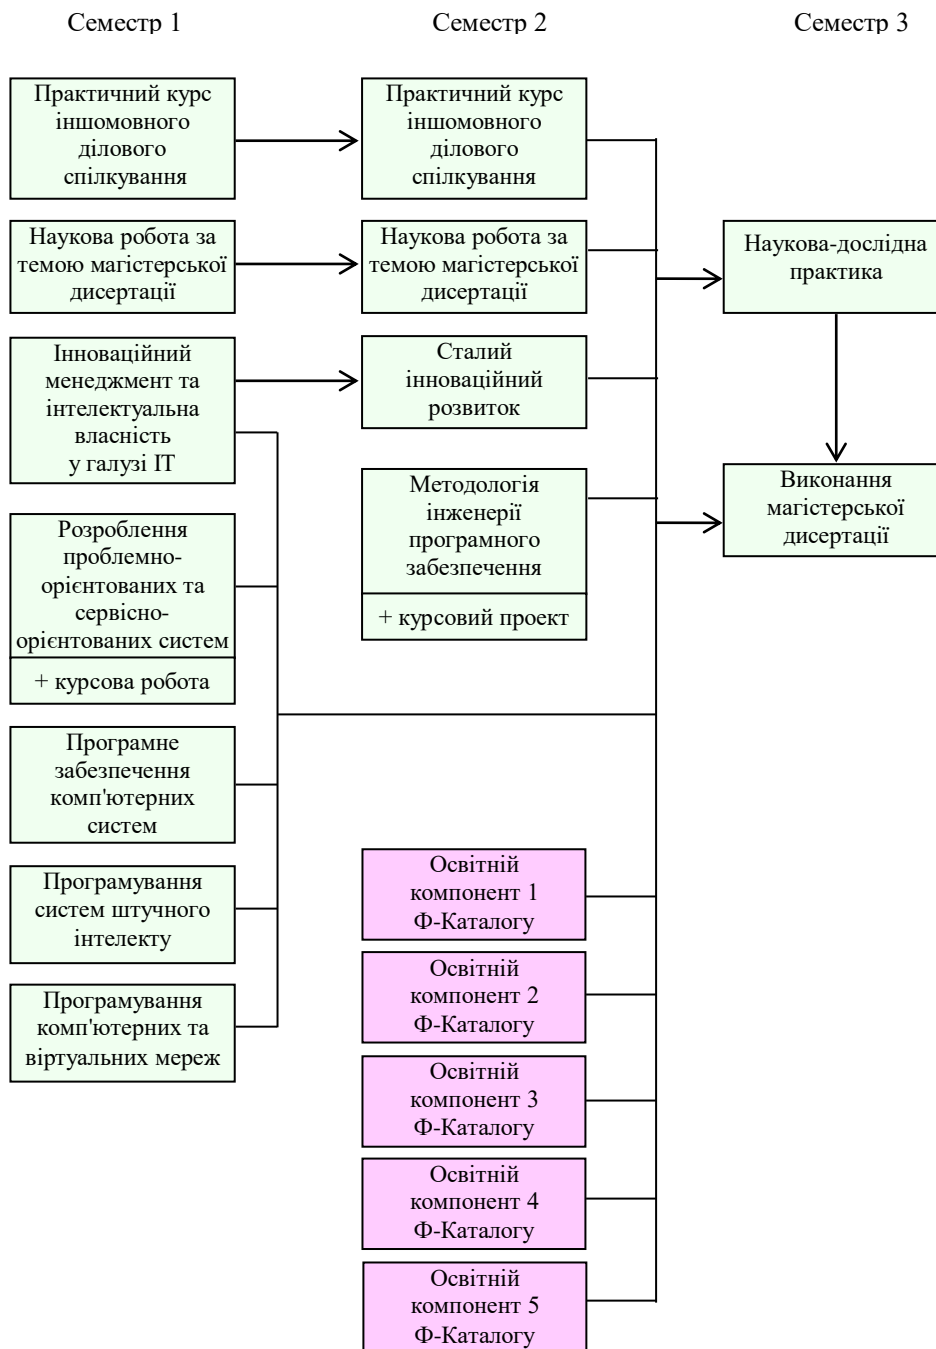 Семестр 1
Семестр 2
Семестр 3
Практичний курс
іншомовного
ділового
спілкування
Наукова робота за
темою магістерської
дисертації
Інноваційний
менеджмент та
інтелектуальна
власність
у галузі ІТ
Розроблення
проблемно-
орієнтованих та
сервісно-
орієнтованих систем
+ курсова робота
Програмне
забезпечення
комп'ютерних
систем
Програмування
систем штучного
інтелекту
Програмування
комп'ютерних та
віртуальних мереж
Практичний курс
іншомовного
ділового
спілкування
Наукова робота за
темою магістерської
дисертації
Сталий
інноваційний
розвиток
Методологія
інженерії
програмного
забезпечення
+ курсовий проект
Освітній
компонент 1
Ф-Каталогу
Освітній
компонент 2
Ф-Каталогу
Освітній
компонент 3
Ф-Каталогу
Освітній
компонент 4
Ф-Каталогу
Освітній
компонент 5
Ф-Каталогу
Наукова-дослідна
практика
Виконання
магістерської
дисертації